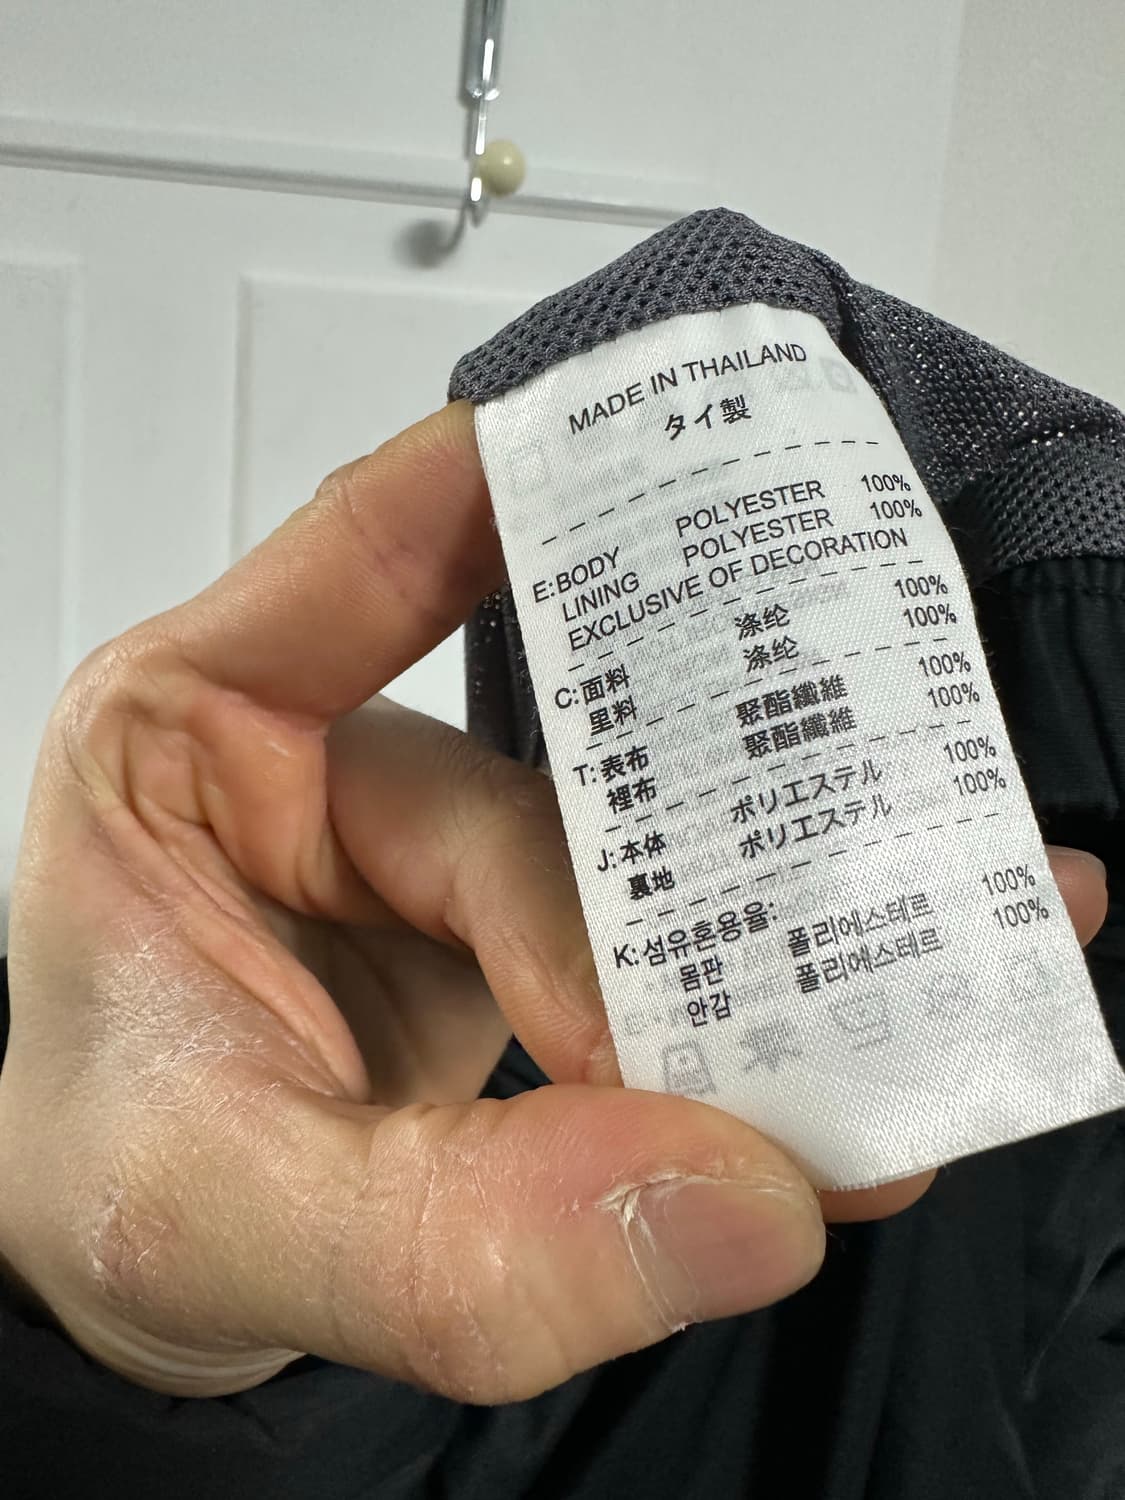 MADE IN THAILAND
タイ製
E:BODY POLYESTER 100%
LINING POLYESTER 100%
EXCLUSIVE OF DECORATION
C:面料 涤纶 100%
里料 涤纶 100%
T:表布 聚酯纖維 100%
裡布 聚酯纖維 100%
J:本体 ポリエステル 100%
裏地 ポリエステル 100%
K:섬유혼용율:
몸판 폴리에스테르 100%
안감 폴리에스테르 100%